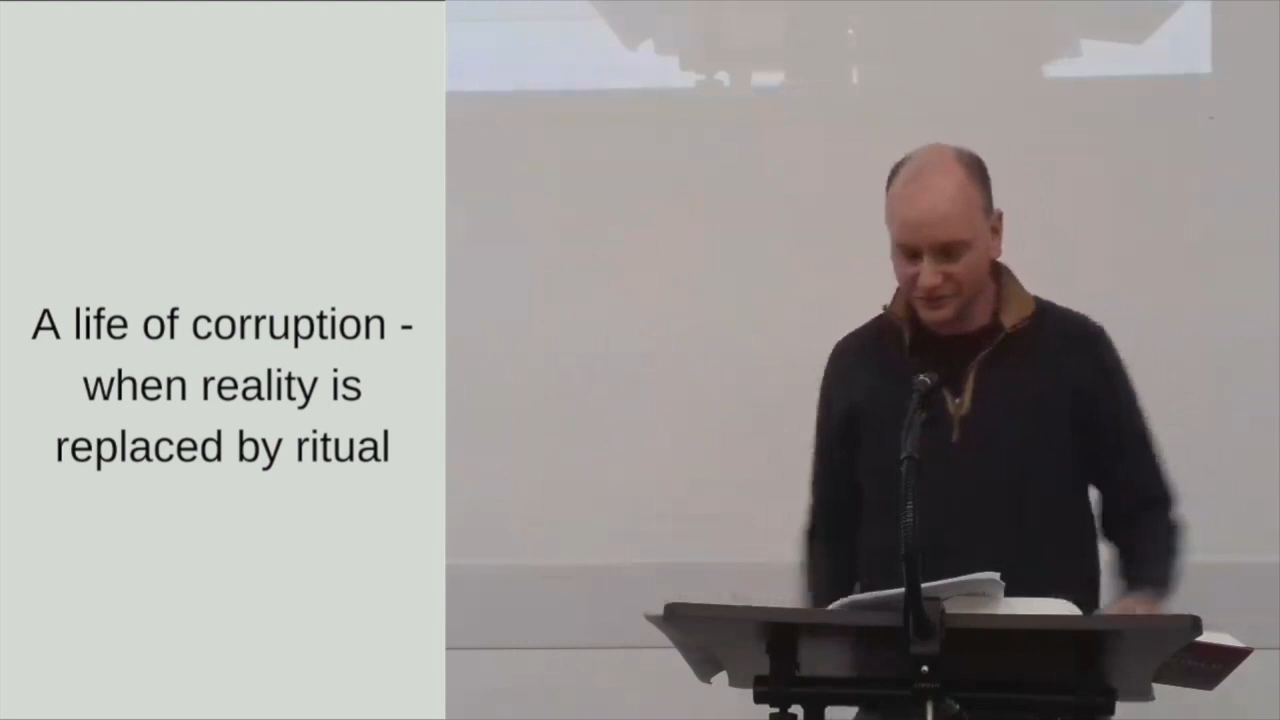 A life of corruption -
when reality is
replaced by ritual